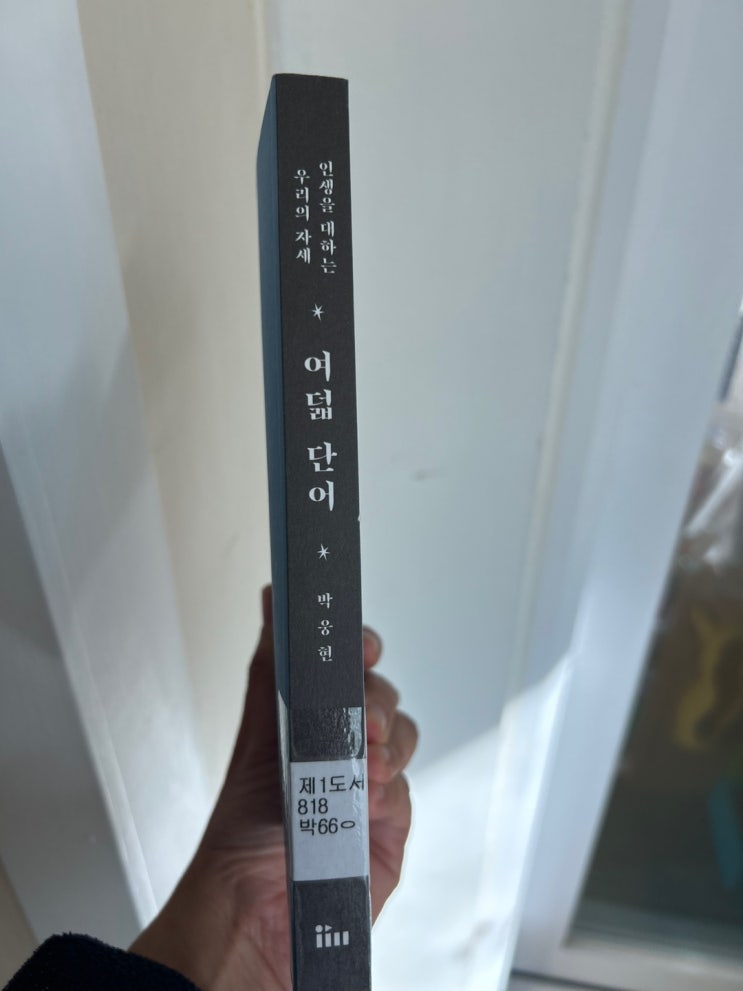 인생을 대하는
우리의 자세
여덟 단어
박웅현
제1도서
818
박66ㅇ